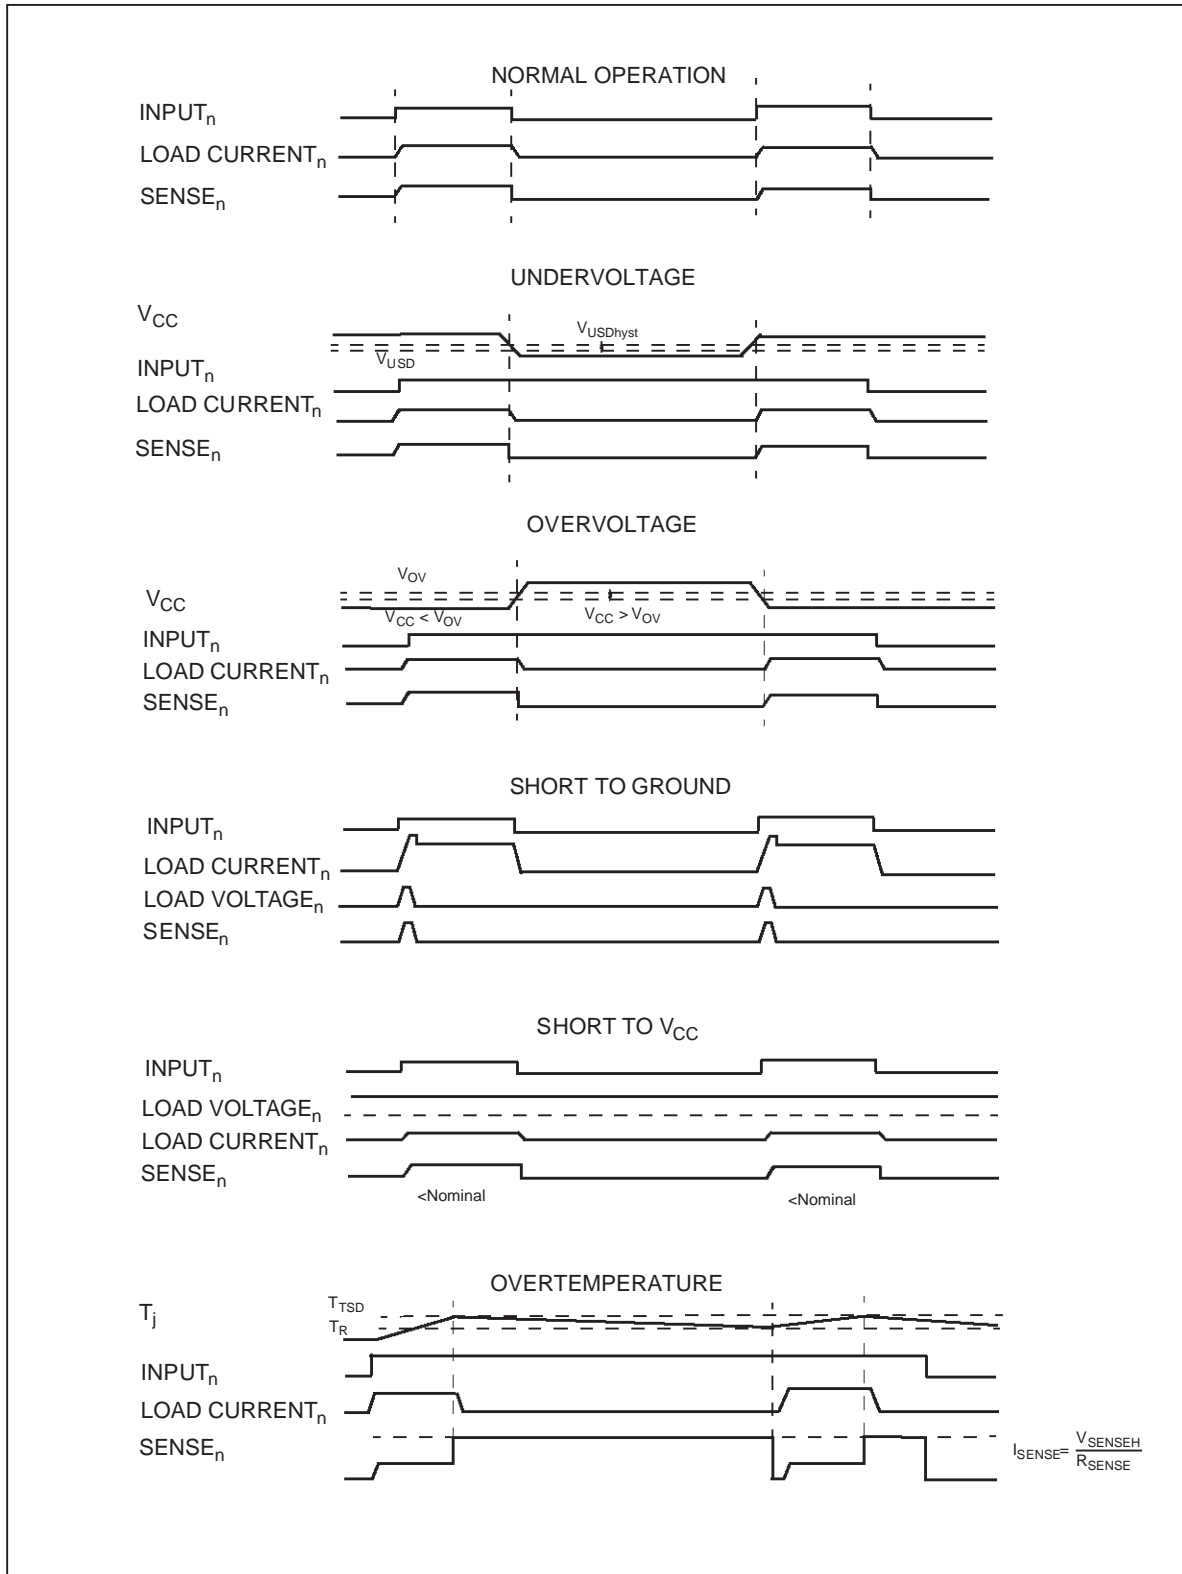 NORMAL OPERATION
INPUTn
LOAD CURRENTn
SENSEn
UNDERVOLTAGE
VCC
VUSDhyst
VUSD
INPUTn
LOAD CURRENTn
SENSEn
OVERVOLTAGE
VOV
VCC
VCC < VOV
VCC > VOV
INPUTn
LOAD CURRENTn
SENSEn
SHORT TO GROUND
INPUTn
LOAD CURRENTn
LOAD VOLTAGEn
SENSEn
SHORT TO VCC
INPUTn
LOAD VOLTAGEn
LOAD CURRENTn
SENSEn
<Nominal
<Nominal
OVERTEMPERATURE
Tj
TTSD
TR
INPUTn
LOAD CURRENTn
SENSEn
ISENSE= VSENSEH
RSENSE